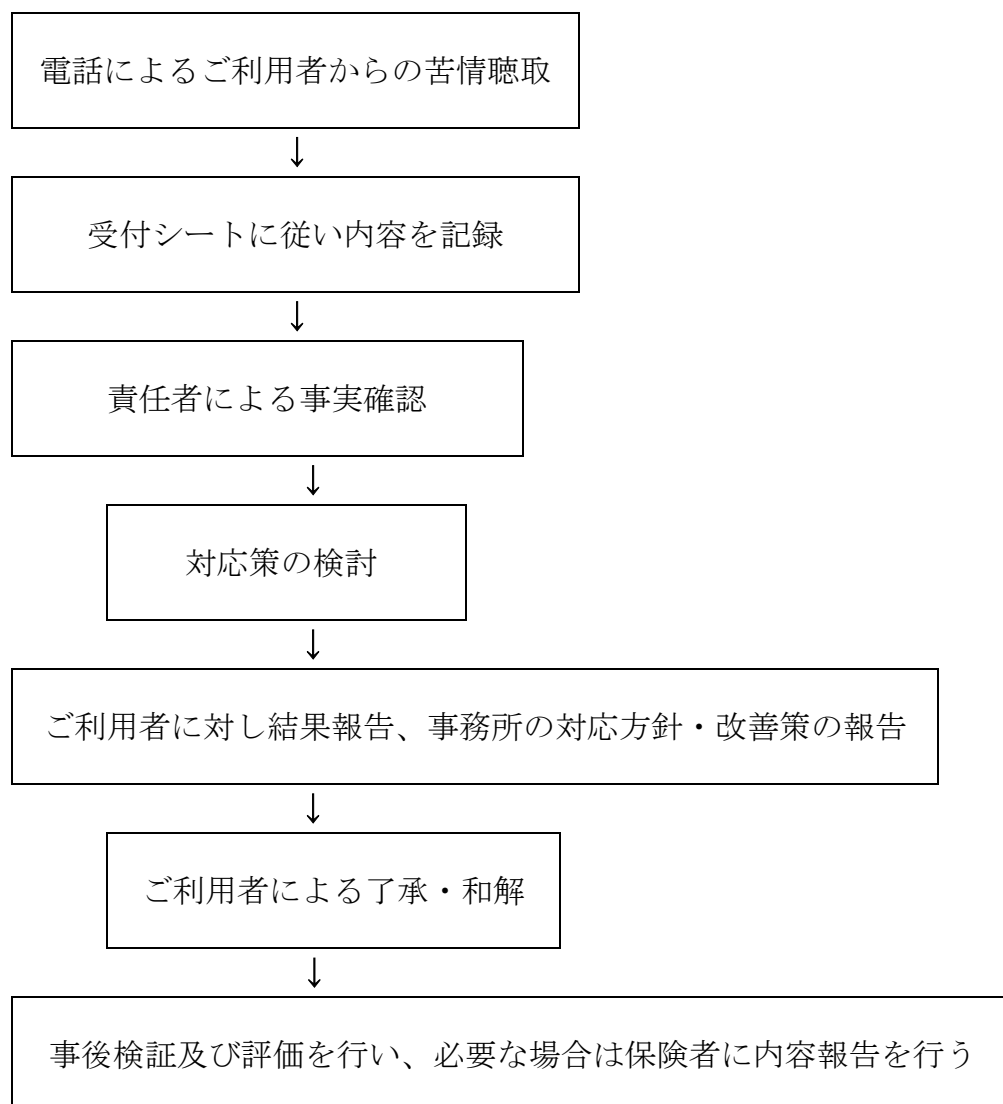 電話によるご利用者からの苦情聴取
↓
受付シートに従い内容を記録
↓
責任者による事実確認
↓
対応策の検討
↓
ご利用者に対し結果報告、事務所の対応方針・改善策の報告
↓
ご利用者による了承・和解
↓
事後検証及び評価を行い、必要な場合は保険者に内容報告を行う